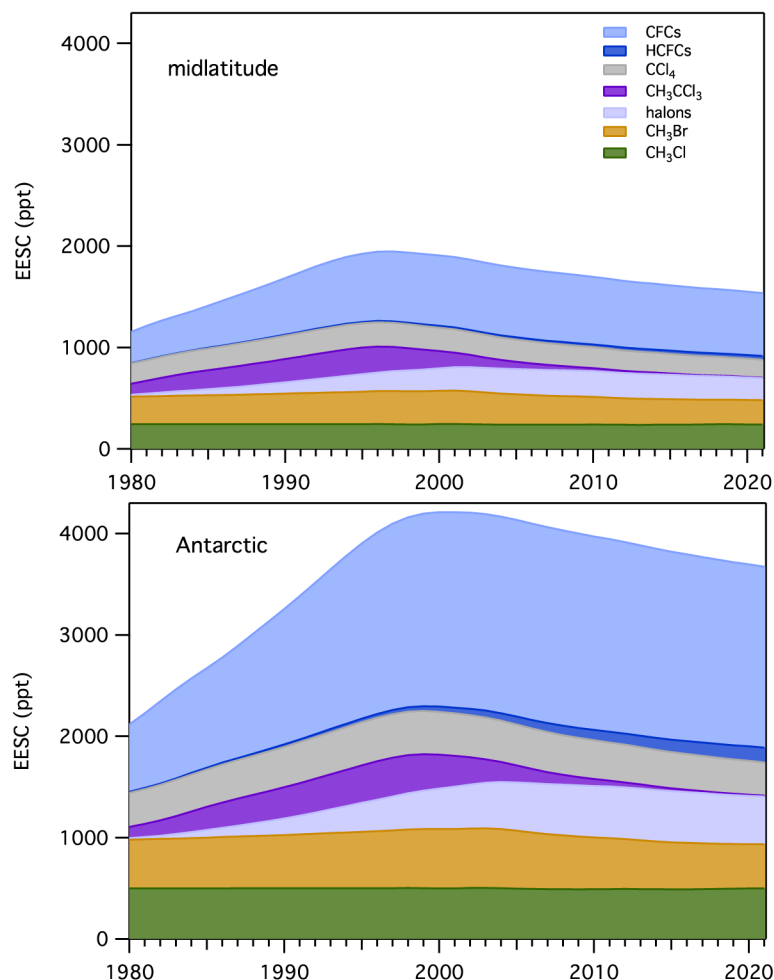 4000
3000
2000
1000
0
EESC (ppt)
midlatitude
CFCs
HCFCs
CCl₄
CH₃CCl₃
halons
CH₃Br
CH₃Cl
1980 1990 2000 2010 2020
4000
3000
2000
1000
0
EESC (ppt)
Antarctic
1980 1990 2000 2010 2020